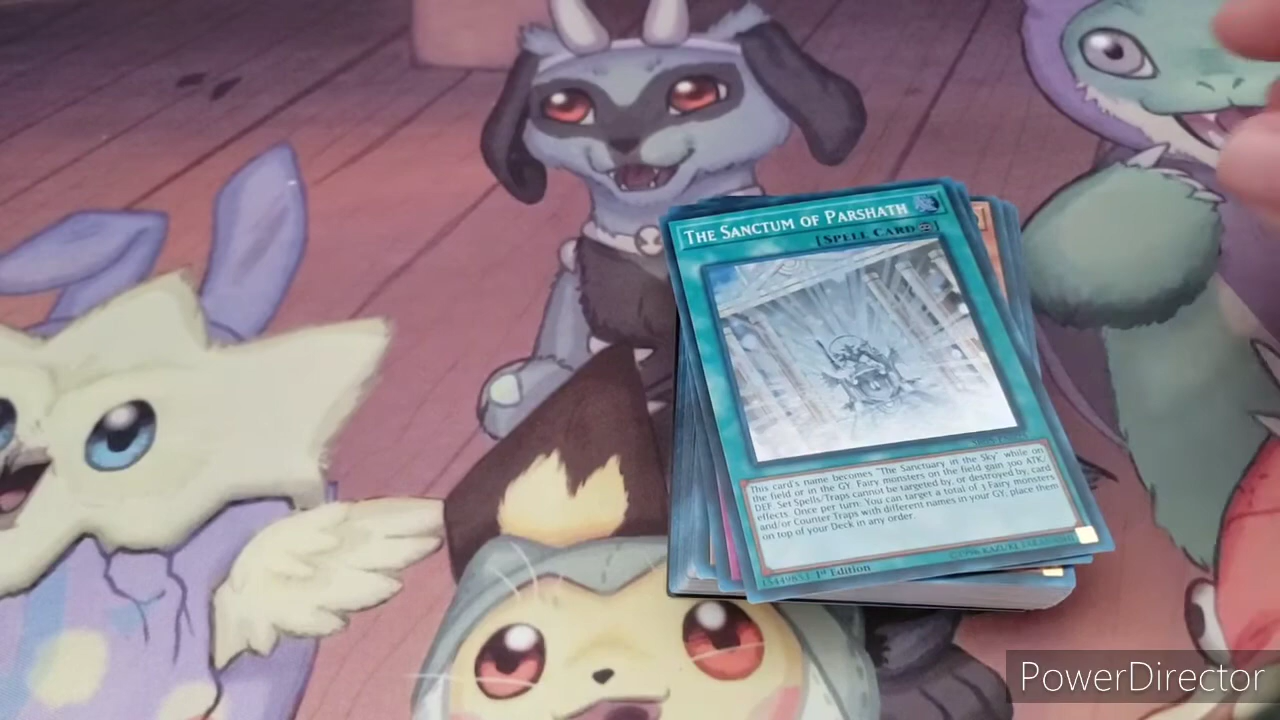 THE SANCTUM OF PARSHATH
[SPELL CARD ]
This card's name becomes "The Sanctuary in the Sky" while on
the field or in the GY. Fairy monsters on the field gain 300 ATK/
DEF. Set Spells/Traps cannot be targeted by, or destroyed by, card
effects. Once per turn: You can target a total of 3 Fairy monsters
and/or Counter Traps with different names in your GY; place them
on top of your Deck in any order.
15449853 1st Edition
PowerDirector